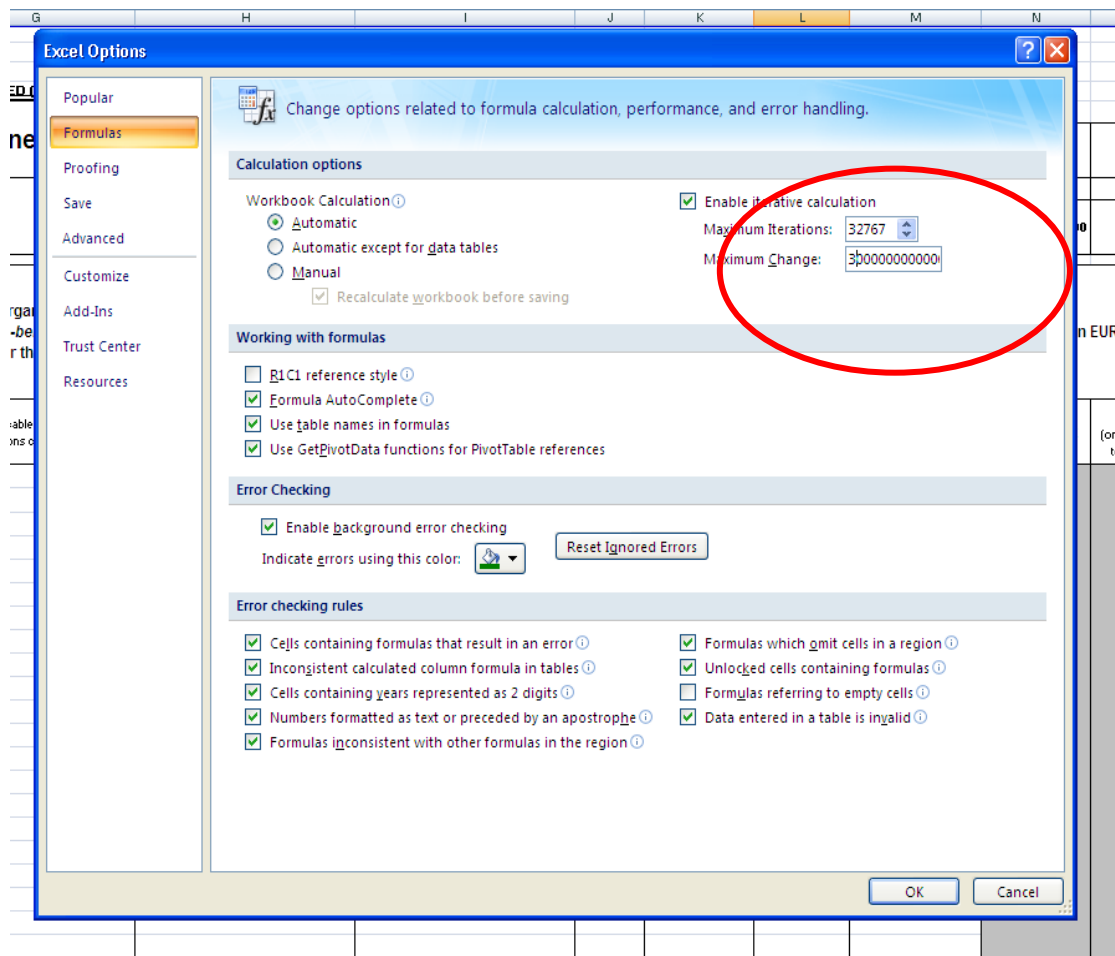 G H I J K L M N
Excel Options
Popular
Formulas
Proofing
Save
Advanced
Customize
Add-Ins
Trust Center
Resources
Change options related to formula calculation, performance, and error handling.
Calculation options
Workbook Calculation
Automatic
Automatic except for data tables
Manual
Recalculate workbook before saving
Enable iterative calculation
Maximum Iterations: 32767
Maximum Change:
Working with formulas
R1C1 reference style
Formula AutoComplete
Use table names in formulas
Use GetPivotData functions for PivotTable references
Error Checking
Enable background error checking
Indicate errors using this color:
Reset Ignored Errors
Error checking rules
Cells containing formulas that result in an error
Inconsistent calculated column formula in tables
Cells containing years represented as 2 digits
Numbers formatted as text or preceded by an apostrophe
Formulas inconsistent with other formulas in the region
Formulas which omit cells in a region
Unlocked cells containing formulas
Formulas referring to empty cells
Data entered in a table is invalid
OK Cancel
n EUR